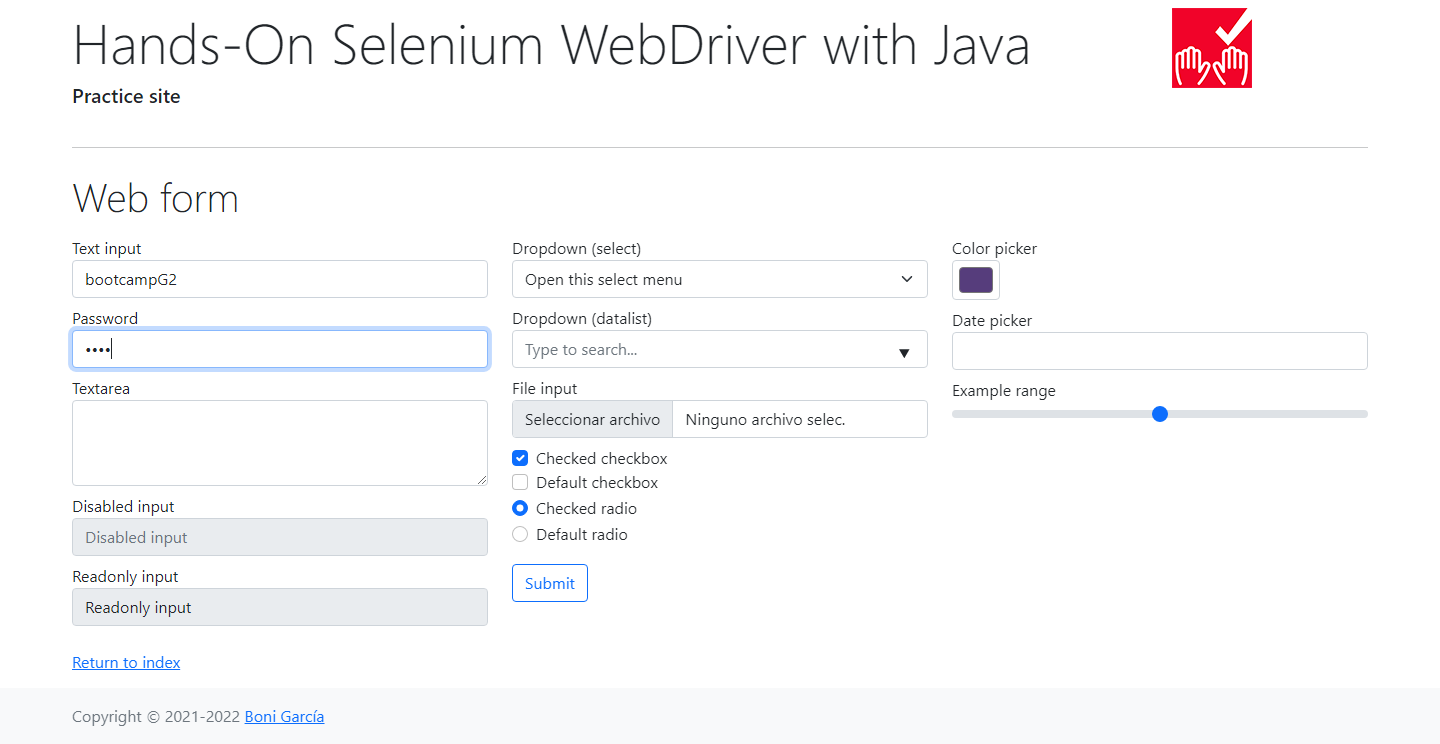 Hands-On Selenium WebDriver with Java
Practice site
Web form
Text input
bootcampG2
Password
••••
Textarea
Disabled input
Disabled input
Readonly input
Readonly input
Dropdown (select)
Open this select menu
Dropdown (datalist)
Type to search...
File input
Seleccionar archivo Ninguno archivo selec.
Checked checkbox
Default checkbox
Checked radio
Default radio
Submit
Color picker
Date picker
Example range
Return to index
Copyright © 2021-2022 Boni García